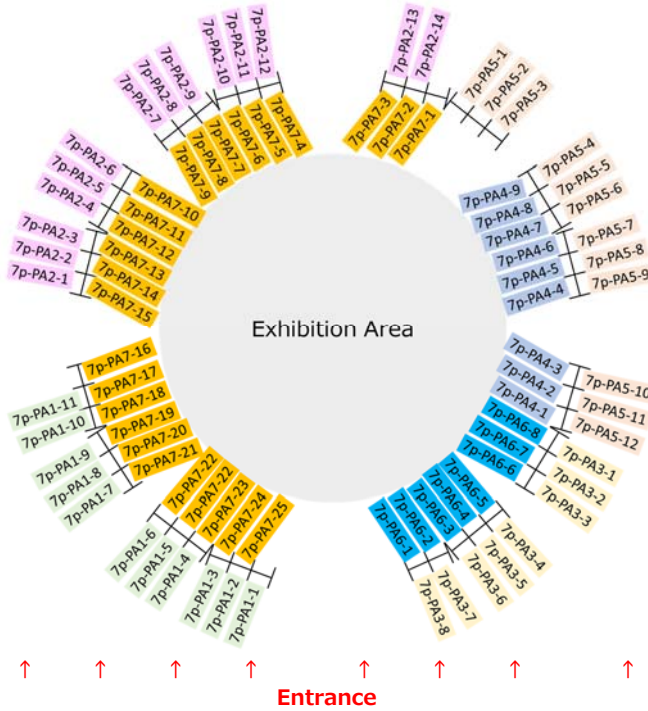 7p-PA2-10
7p-PA2-11
7p-PA2-12
7p-PA2-13
7p-PA2-14
7p-PA5-1
7p-PA5-2
7p-PA5-3
7p-PA2-7
7p-PA2-8
7p-PA2-9
7p-PA7-9
7p-PA7-8
7p-PA7-7
7p-PA7-6
7p-PA7-5
7p-PA7-4
7p-PA7-3
7p-PA7-2
7p-PA7-1
7p-PA2-6
7p-PA2-5
7p-PA2-4
7p-PA2-3
7p-PA2-2
7p-PA2-1
7p-PA7-10
7p-PA7-11
7p-PA7-12
7p-PA7-13
7p-PA7-14
7p-PA7-15
7p-PA4-9
7p-PA4-8
7p-PA4-7
7p-PA4-6
7p-PA4-5
7p-PA4-4
7p-PA5-4
7p-PA5-5
7p-PA5-6
7p-PA5-7
7p-PA5-8
7p-PA5-9
Exhibition Area
7p-PA7-16
7p-PA7-17
7p-PA7-18
7p-PA7-19
7p-PA7-20
7p-PA7-21
7p-PA1-11
7p-PA1-10
7p-PA1-9
7p-PA1-8
7p-PA1-7
7p-PA4-3
7p-PA4-2
7p-PA4-1
7p-PA6-8
7p-PA6-7
7p-PA6-6
7p-PA5-10
7p-PA5-11
7p-PA5-12
7p-PA3-1
7p-PA3-2
7p-PA3-3
7p-PA7-22
7p-PA7-22
7p-PA7-23
7p-PA7-24
7p-PA7-25
7p-PA1-6
7p-PA1-5
7p-PA1-4
7p-PA1-3
7p-PA1-2
7p-PA1-1
7p-PA6-1
7p-PA6-2
7p-PA6-3
7p-PA6-4
7p-PA6-5
7p-PA3-8
7p-PA3-7
7p-PA3-6
7p-PA3-5
7p-PA3-4
↑ ↑ ↑ ↑ ↑ ↑ ↑ ↑
Entrance